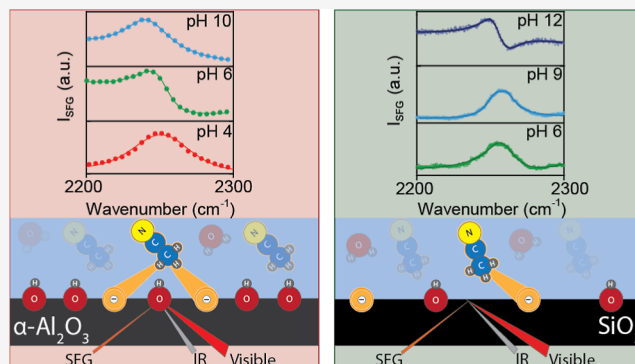 pH 10
pH 6
pH 4
I_SFG (a.u.)
2200 2300
Wavenumber (cm⁻¹)
N
C
C
H
H
H
H H H H H
O O O O O
− −
α-Al₂O₃
SFG IR Visible
pH 12
pH 9
pH 6
I_SFG (a.u.)
2200 2300
Wavenumber (cm⁻¹)
N
C
C
H H
H
H H
− O − O
SiO
SFG IR Visible